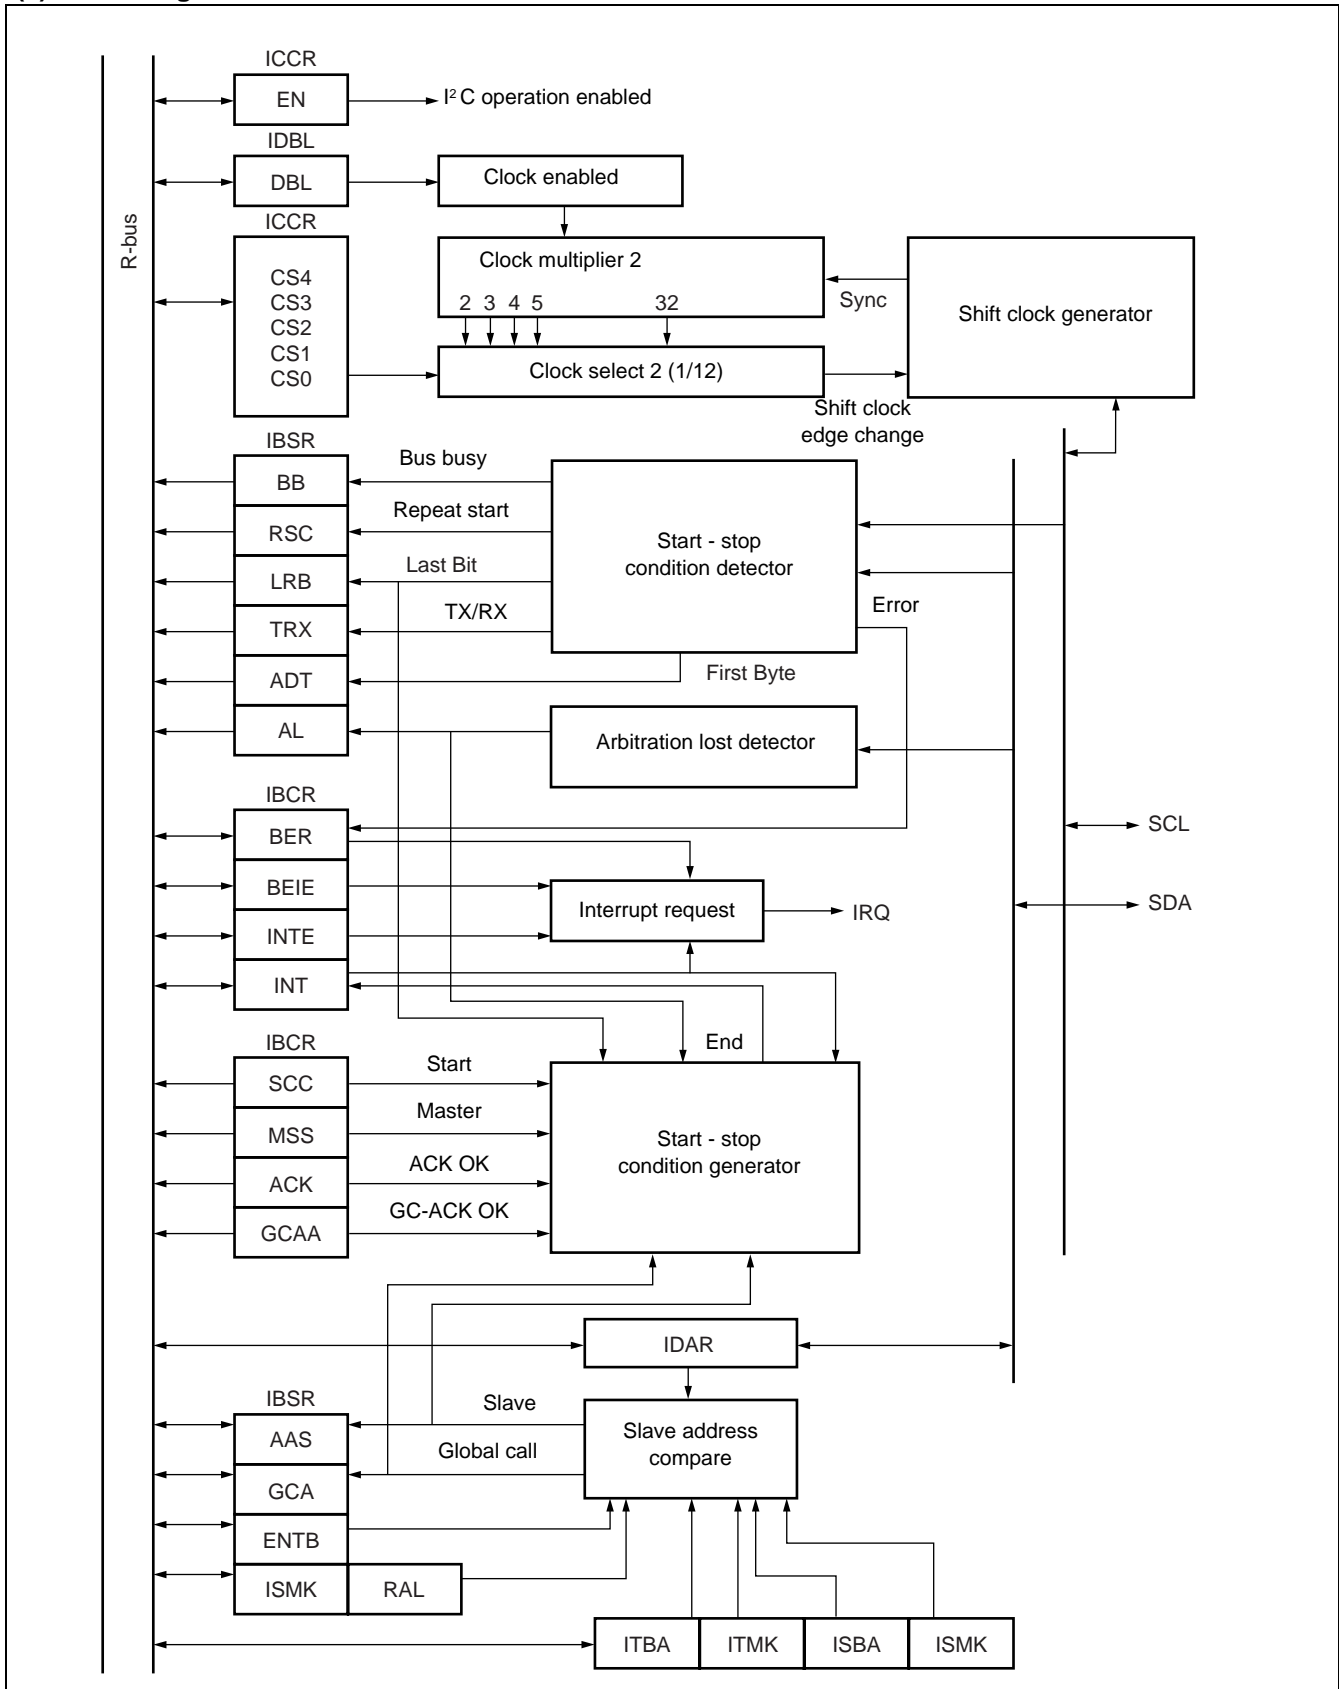 ICCR
EN
I² C operation enabled
IDBL
DBL
Clock enabled
ICCR
R-bus
CS4
CS3
CS2
CS1
CS0
Clock multiplier 2
2 3 4 5 32
Sync
Shift clock generator
Clock select 2 (1/12)
Shift clock
edge change
IBSR
BB
Bus busy
RSC
Repeat start
LRB
Last Bit
TRX
TX/RX
ADT
First Byte
AL
Start - stop
condition detector
Error
Arbitration lost detector
IBCR
BER
BEIE
INTE
INT
Interrupt request
IRQ
SCL
SDA
IBCR
End
SCC
Start
MSS
Master
ACK
ACK OK
GCAA
GC-ACK OK
Start - stop
condition generator
IDAR
IBSR
AAS
Slave
GCA
Global call
Slave address
compare
ENTB
ISMK RAL
ITBA ITMK ISBA ISMK